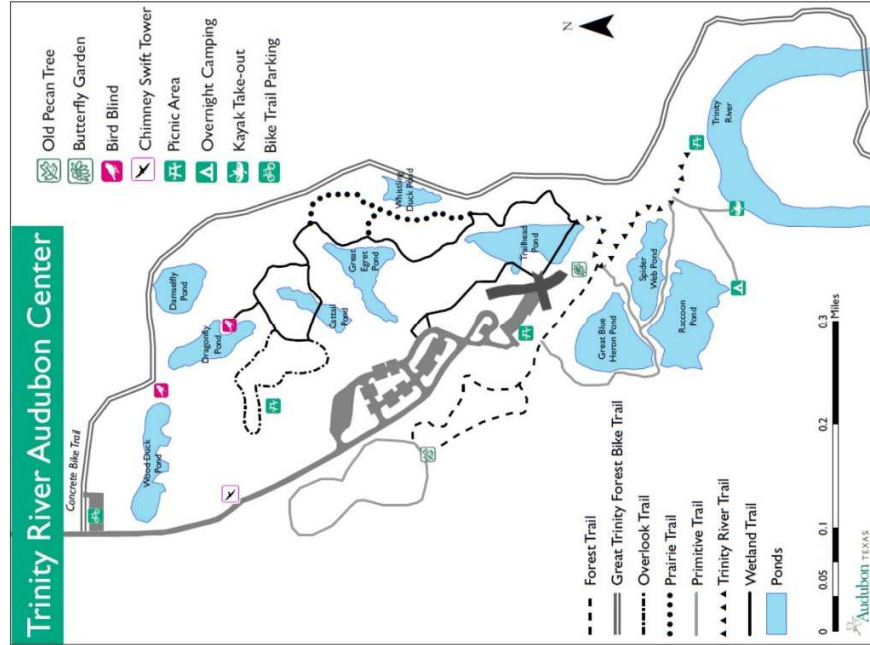 Trinity River Audubon Center
Old Pecan Tree
Butterfly Garden
Bird Blind
Chimney Swift Tower
Picnic Area
Overnight Camping
Kayak Take-out
Bike Trail Parking
N
Concrete Bike Trail
Wood Duck
Pond
Dragonfly
Pond
Damselfly
Pond
Cattail
Pond
Great
Egret
Pond
Whistling
Duck Pond
Trailhead
Pond
Great Blue
Heron Pond
Spider
Web Pond
Raccoon
Pond
Trinity
River
Forest Trail
Great Trinity Forest Bike Trail
Overlook Trail
Prairie Trail
Primitive Trail
Trinity River Trail
Wetland Trail
Ponds
0
0.05
0.1
0.2
0.3
Miles
Audubon TEXAS